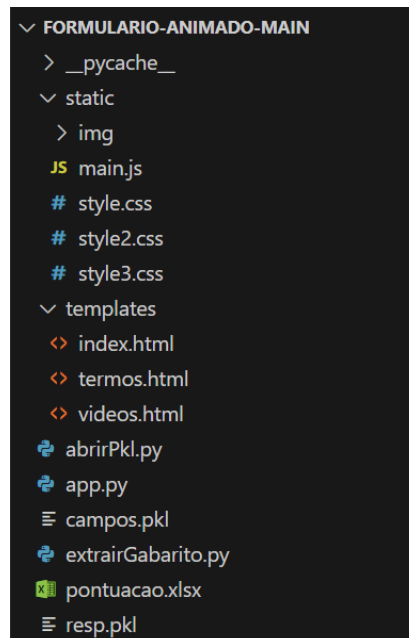 FORMULARIO-ANIMADO-MAIN
__pycache__
static
img
JS main.js
# style.css
# style2.css
# style3.css
templates
<> index.html
<> termos.html
<> videos.html
abrirPkl.py
app.py
campos.pkl
extrairGabarito.py
pontuacao.xlsx
resp.pkl